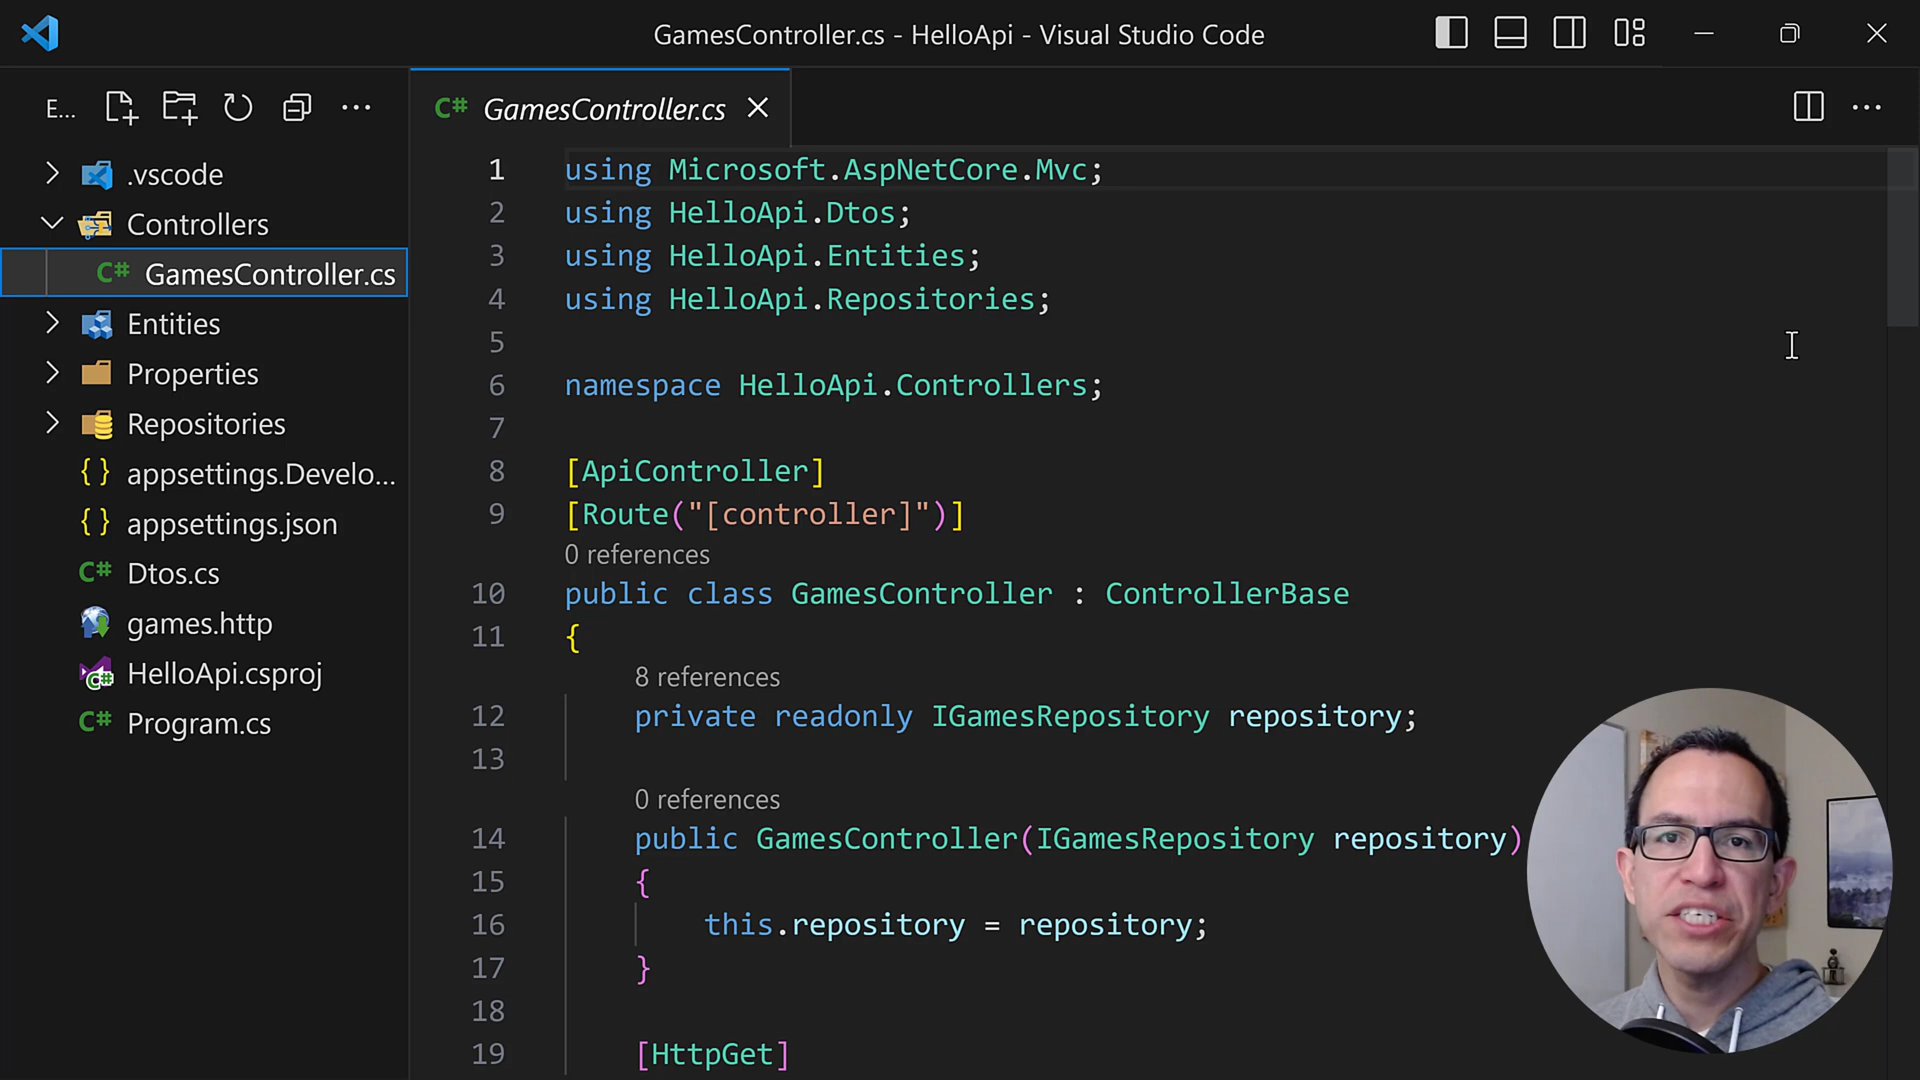 GamesController.cs - HelloApi - Visual Studio Code
E...
C# GamesController.cs
.vscode
Controllers
C# GamesController.cs
Entities
Properties
Repositories
{} appsettings.Develo...
{} appsettings.json
C# Dtos.cs
games.http
HelloApi.csproj
C# Program.cs
1 using Microsoft.AspNetCore.Mvc;
2 using HelloApi.Dtos;
3 using HelloApi.Entities;
4 using HelloApi.Repositories;
5
6 namespace HelloApi.Controllers;
7
8 [ApiController]
9 [Route("[controller]")]
0 references
10 public class GamesController : ControllerBase
11 {
8 references
12 private readonly IGamesRepository repository;
13
0 references
14 public GamesController(IGamesRepository repository)
15 {
16 this.repository = repository;
17 }
18
19 [HttpGet]